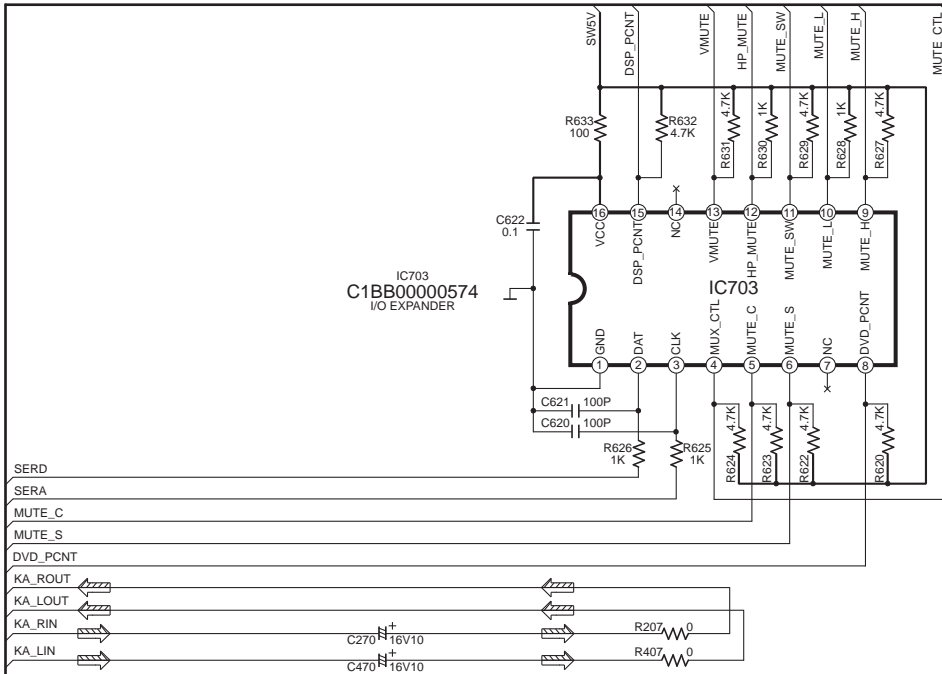 SW5V
DSP_PCNT
VMUTE
HP_MUTE
MUTE_SW
MUTE_L
MUTE_H
MUTE_CTL
R633
100
R632
4.7K
R631
4.7K
R630
1K
R629
4.7K
R628
1K
R627
4.7K
C622
0.1
16
15
14
13
12
11
10
9
VCC
DSP_PCNT
NC
VMUTE
HP_MUTE
MUTE_SW
MUTE_L
MUTE_H
IC703
C1BB00000574
I/O EXPANDER
IC703
GND
DAT
CLK
MUX_CTL
MUTE_C
MUTE_S
NC
DVD_PCNT
1
2
3
4
5
6
7
8
C621
100P
C620
100P
R626
1K
R625
1K
R624
4.7K
R623
4.7K
R622
4.7K
R620
4.7K
SERD
SERA
MUTE_C
MUTE_S
DVD_PCNT
KA_ROUT
KA_LOUT
KA_RIN
C270
+
16V10
R207
0
KA_LIN
C470
+
16V10
R407
0